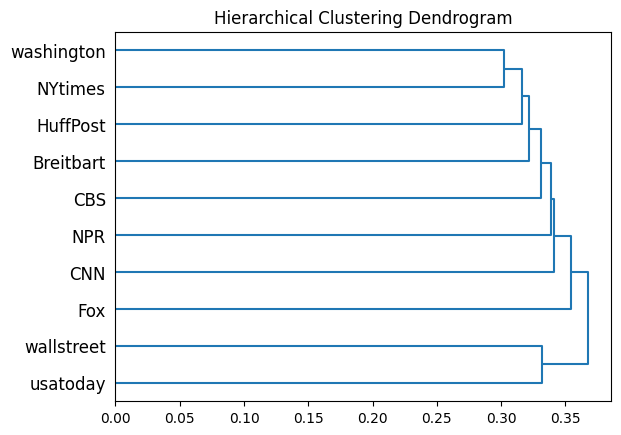 Hierarchical Clustering Dendrogram
washington
NYtimes
HuffPost
Breitbart
CBS
NPR
CNN
Fox
wallstreet
usatoday
0.00 0.05 0.10 0.15 0.20 0.25 0.30 0.35